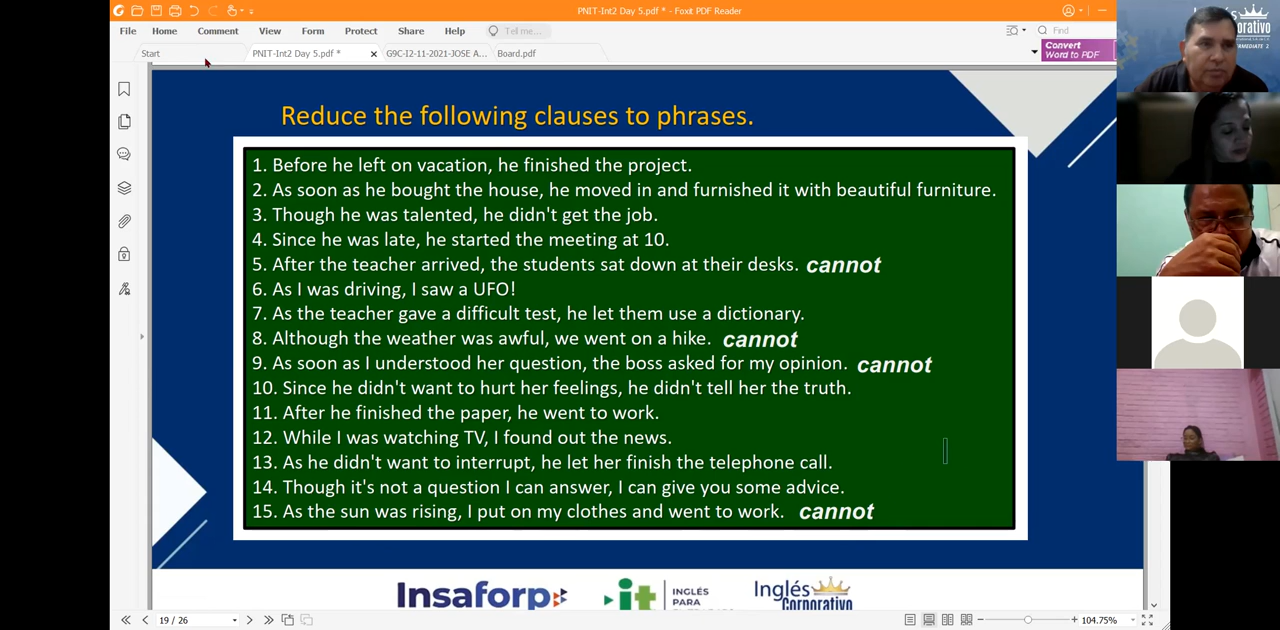 PNIT-Int2 Day 5.pdf * - Foxit PDF Reader
File Home Comment View Form Protect Share Help Tell me... Find
Start PNIT-Int2 Day 5.pdf * G9C-I2-11-2021-JOSE A... Board.pdf
Convert
Word to PDF
Inglés
Corporativo
Reduce the following clauses to phrases.
1. Before he left on vacation, he finished the project.
2. As soon as he bought the house, he moved in and furnished it with beautiful furniture.
3. Though he was talented, he didn't get the job.
4. Since he was late, he started the meeting at 10.
5. After the teacher arrived, the students sat down at their desks. cannot
6. As I was driving, I saw a UFO!
7. As the teacher gave a difficult test, he let them use a dictionary.
8. Although the weather was awful, we went on a hike. cannot
9. As soon as I understood her question, the boss asked for my opinion. cannot
10. Since he didn't want to hurt her feelings, he didn't tell her the truth.
11. After he finished the paper, he went to work.
12. While I was watching TV, I found out the news.
13. As he didn't want to interrupt, he let her finish the telephone call.
14. Though it's not a question I can answer, I can give you some advice.
15. As the sun was rising, I put on my clothes and went to work. cannot
Insaforp it INGLÉS
PARA
Inglés
Corporativo
19 / 26
104.75%